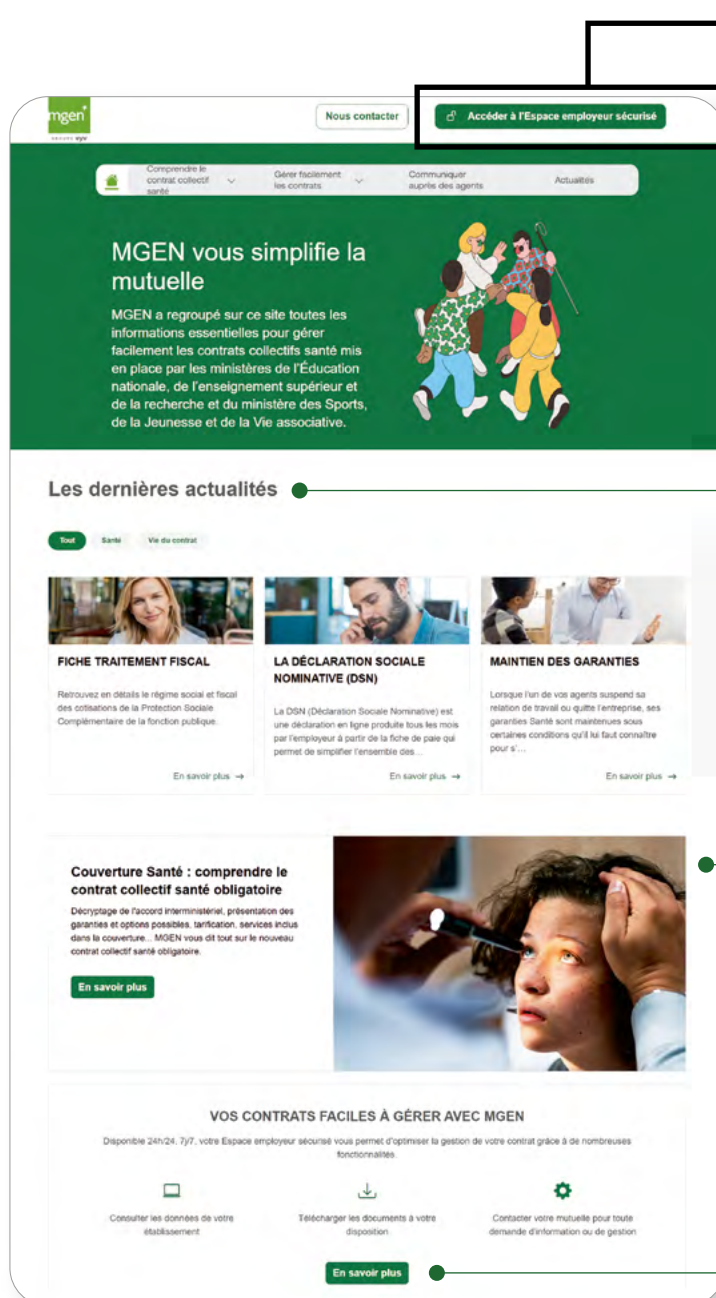 mgen
GROUPE vyv
Nous contacter
Accéder à l'Espace employeur sécurisé
Comprendre le
contrat collectif
santé
Gérer facilement
les contrats
Communiquer
auprès des agents
Actualités
MGEN vous simplifie la
mutuelle
MGEN a regroupé sur ce site toutes les
informations essentielles pour gérer
facilement les contrats collectifs santé mis
en place par les ministères de l'Éducation
nationale, de l'enseignement supérieur et
de la recherche et du ministère des Sports,
de la Jeunesse et de la Vie associative.
Les dernières actualités
Tout
Santé
Vie du contrat
FICHE TRAITEMENT FISCAL
Retrouvez en détails le régime social et fiscal
des cotisations de la Protection Sociale
Complémentaire de la fonction publique.
En savoir plus →
LA DÉCLARATION SOCIALE
NOMINATIVE (DSN)
La DSN (Déclaration Sociale Nominative) est
une déclaration en ligne produite tous les mois
par l'employeur à partir de la fiche de paie qui
permet de simplifier l'ensemble des…
En savoir plus →
MAINTIEN DES GARANTIES
Lorsque l'un de vos agents suspend sa
relation de travail ou quitte l'entreprise, ses
garanties Santé sont maintenues sous
certaines conditions qu'il lui faut connaître
pour s'…
En savoir plus →
Couverture Santé : comprendre le
contrat collectif santé obligatoire
Décryptage de l'accord interministériel, présentation des
garanties et options possibles, tarification, services inclus
dans la couverture... MGEN vous dit tout sur le nouveau
contrat collectif santé obligatoire.
En savoir plus
VOS CONTRATS FACILES À GÉRER AVEC MGEN
Disponible 24h/24, 7j/7, votre Espace employeur sécurisé vous permet d'optimiser la gestion de votre contrat grâce à de nombreuses
fonctionnalités.
Consulter les données de votre
établissement
Télécharger les documents à votre
disposition
Contacter votre mutuelle pour toute
demande d'information ou de gestion
En savoir plus